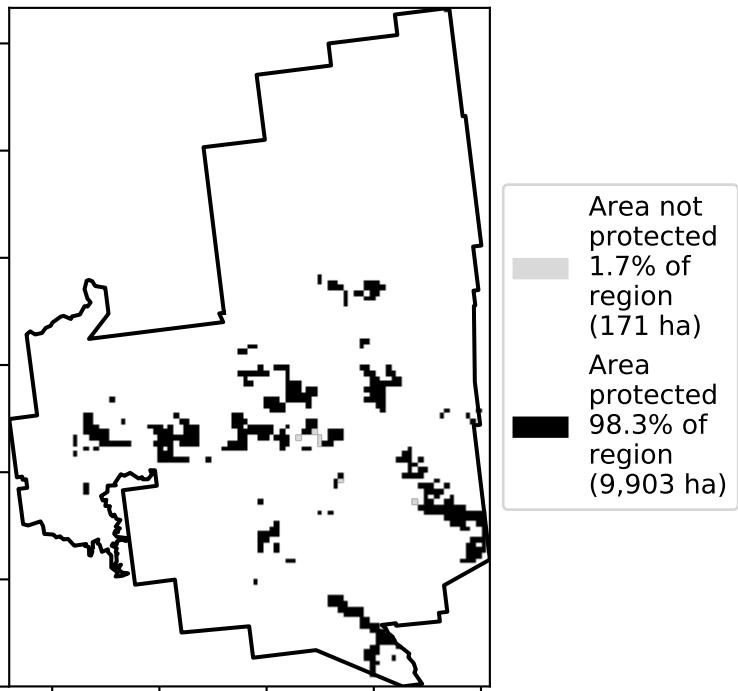 Area not
protected
1.7% of
region
(171 ha)
Area
protected
98.3% of
region
(9,903 ha)